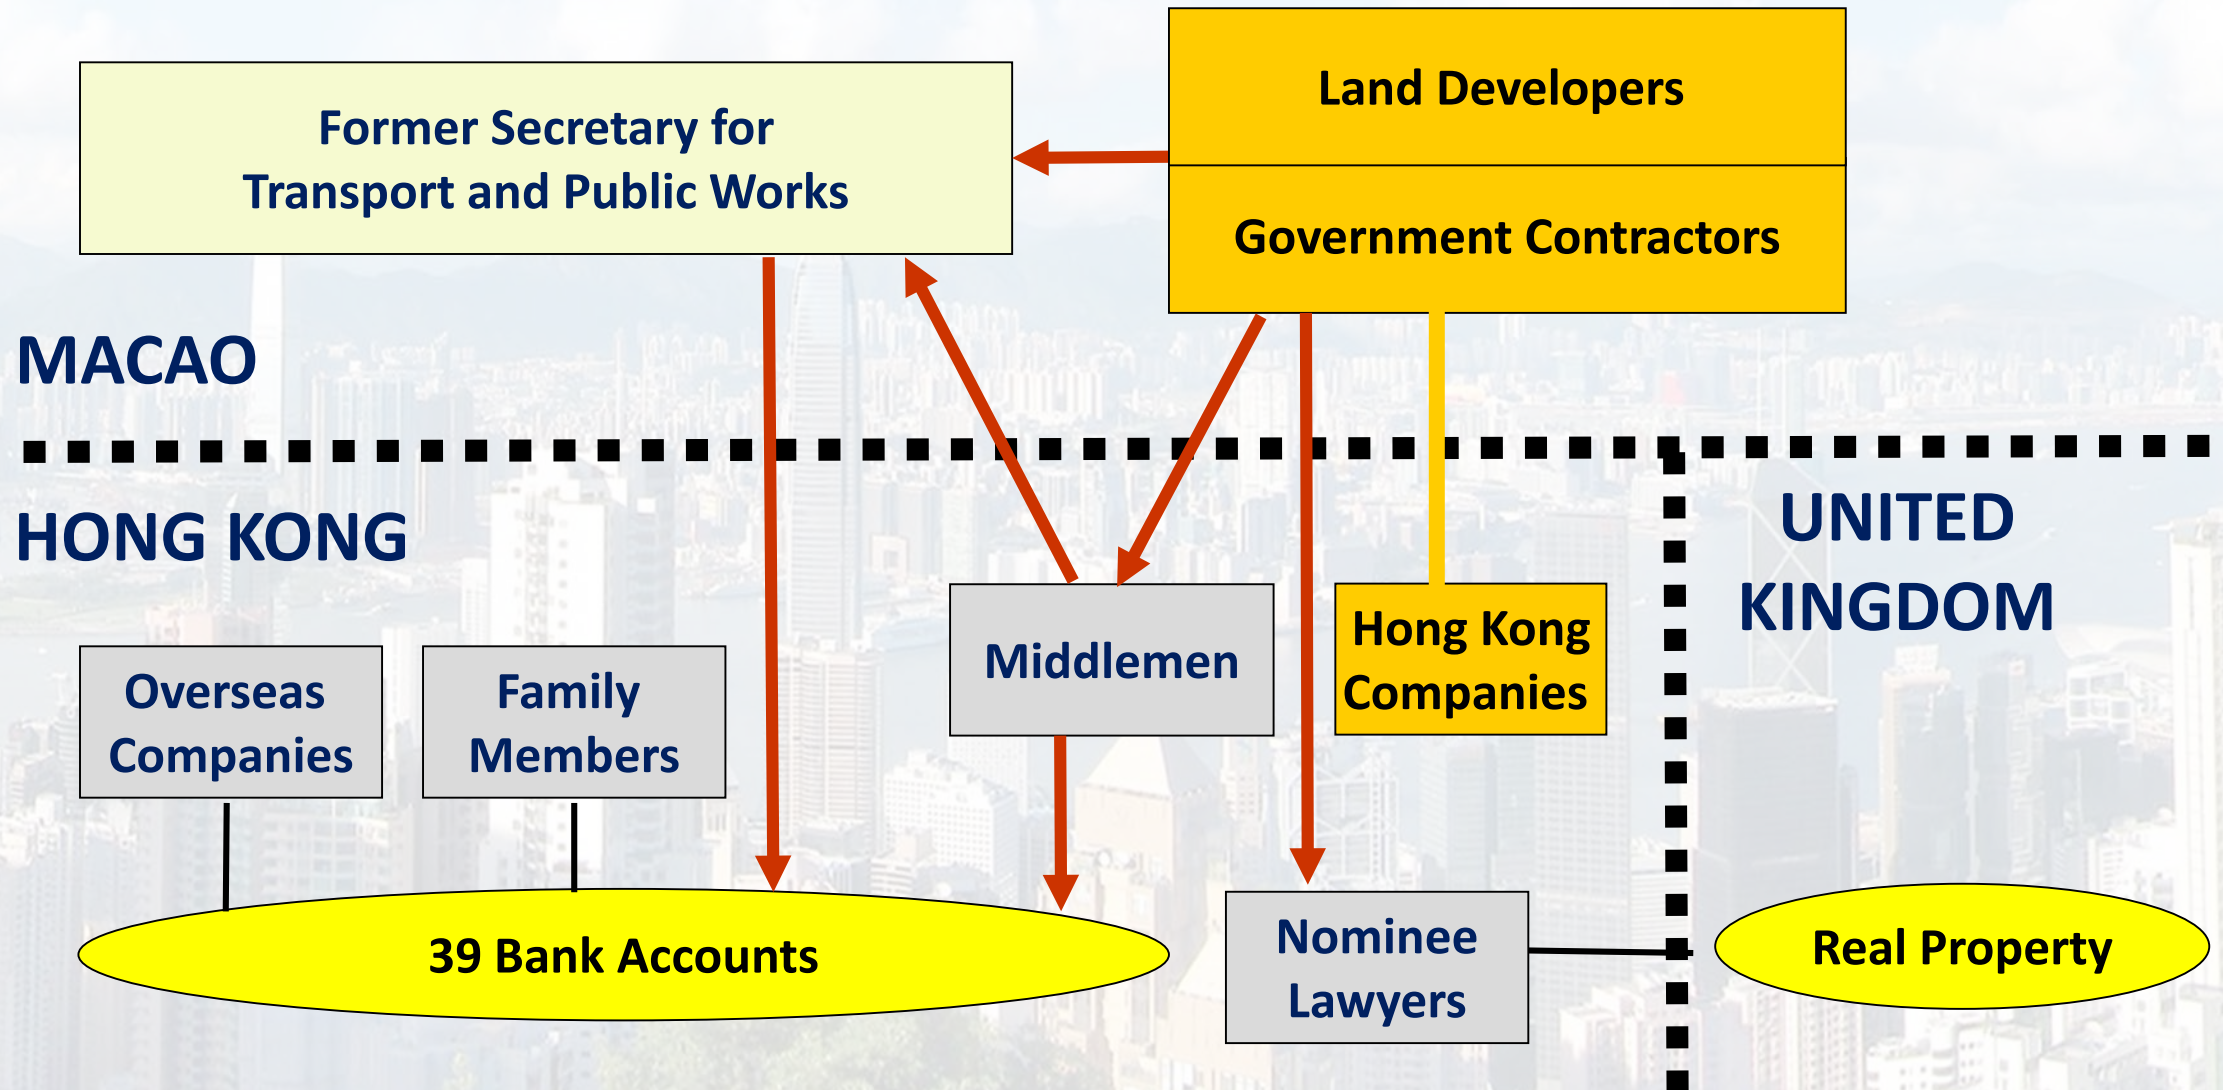 Land Developers
Former Secretary for
Transport and Public Works
Government Contractors
MACAO
HONG KONG
UNITED
KINGDOM
Overseas
Companies
Family
Members
Middlemen
Hong Kong
Companies
39 Bank Accounts
Nominee
Lawyers
Real Property